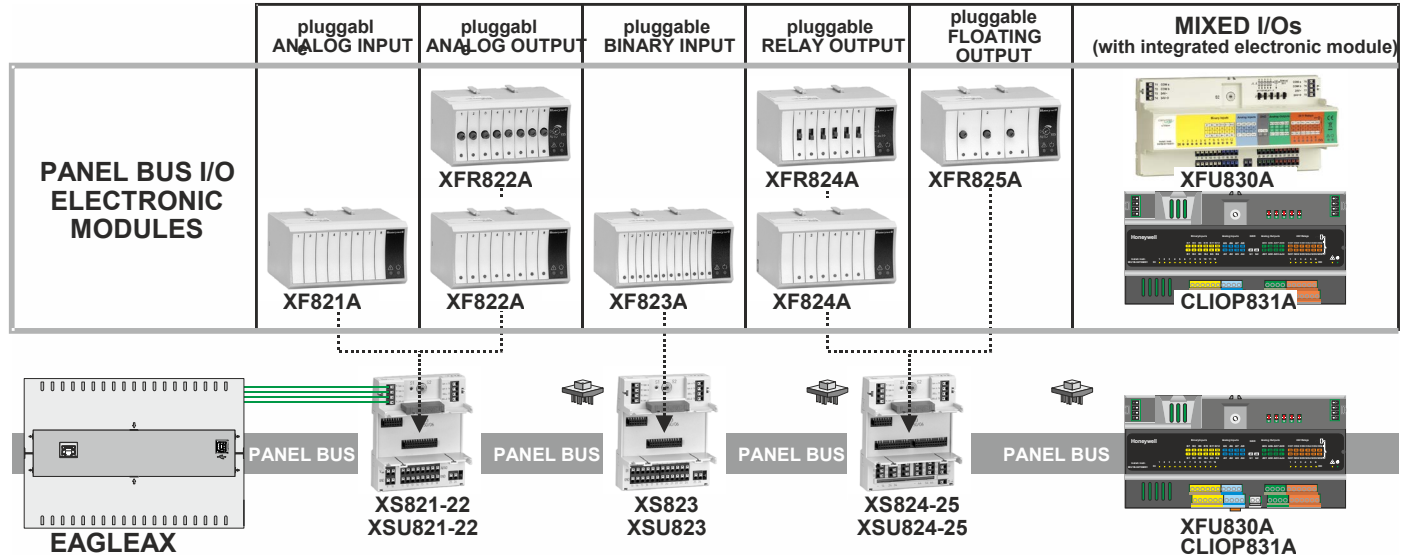 pluggabl
e
ANALOG INPUT
pluggabl
e
ANALOG OUTPUT
pluggable
BINARY INPUT
pluggable
RELAY OUTPUT
pluggable
FLOATING
OUTPUT
MIXED I/Os
(with integrated electronic module)
PANEL BUS I/O
ELECTRONIC
MODULES
XFR822A
XFR824A
XFR825A
XFU830A
Honeywell
XF821A
XF822A
XF823A
XF824A
CLIOP831A
PANEL BUS
PANEL BUS
PANEL BUS
PANEL BUS
Honeywell
EAGLEAX
XS821-22
XSU821-22
XS823
XSU823
XS824-25
XSU824-25
XFU830A
CLIOP831A